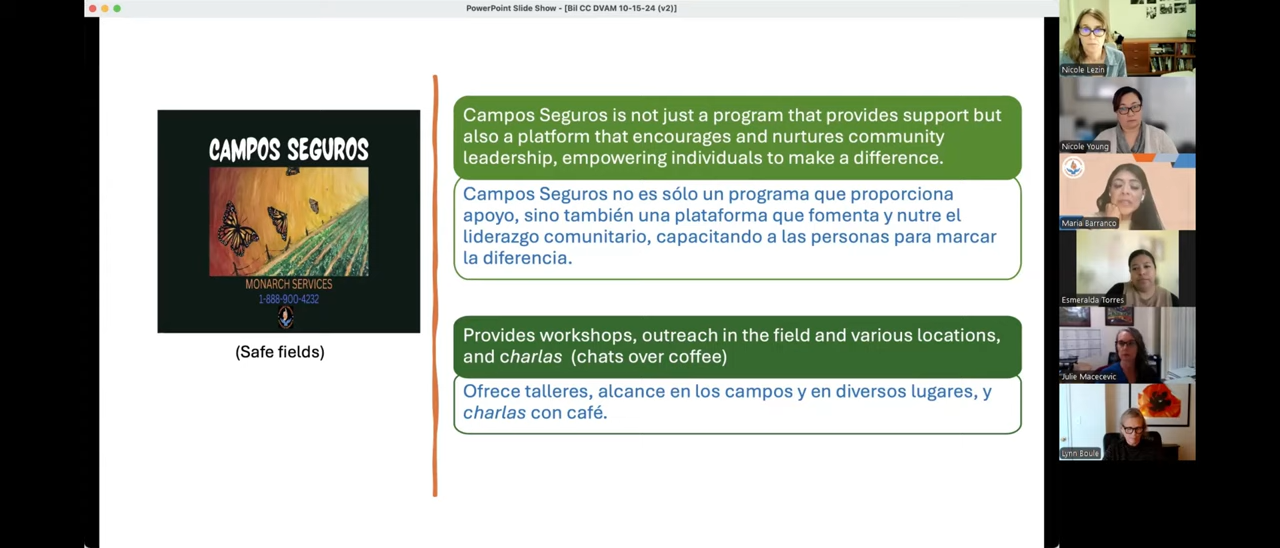 PowerPoint Slide Show - [Bil CC DVAM 10-15-24 (v2)]
CAMPOS SEGUROS
MONARCH SERVICES
1-888-900-4232
(Safe fields)
Campos Seguros is not just a program that provides support but
also a platform that encourages and nurtures community
leadership, empowering individuals to make a difference.
Campos Seguros no es sólo un programa que proporciona
apoyo, sino también una plataforma que fomenta y nutre el
liderazgo comunitario, capacitando a las personas para marcar
la diferencia.
Provides workshops, outreach in the field and various locations,
and charlas (chats over coffee)
Ofrece talleres, alcance en los campos y en diversos lugares, y
charlas con café.
Nicole Lezin
Nicole Young
Maria Barranco
Esmeralda Torres
Julie Macecevic
Lynn Boule